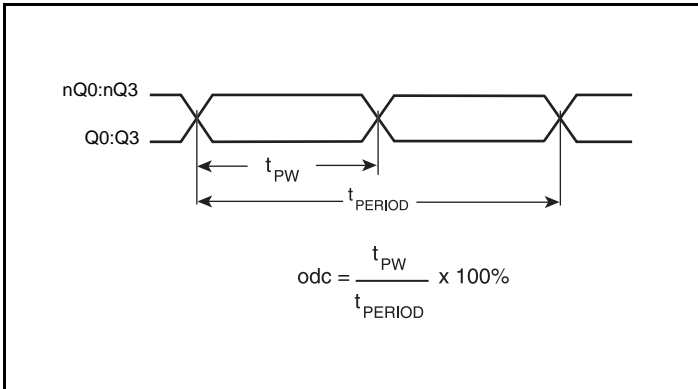 nQ0:nQ3
Q0:Q3
tPW
tPERIOD
odc = tPW / tPERIOD x 100%